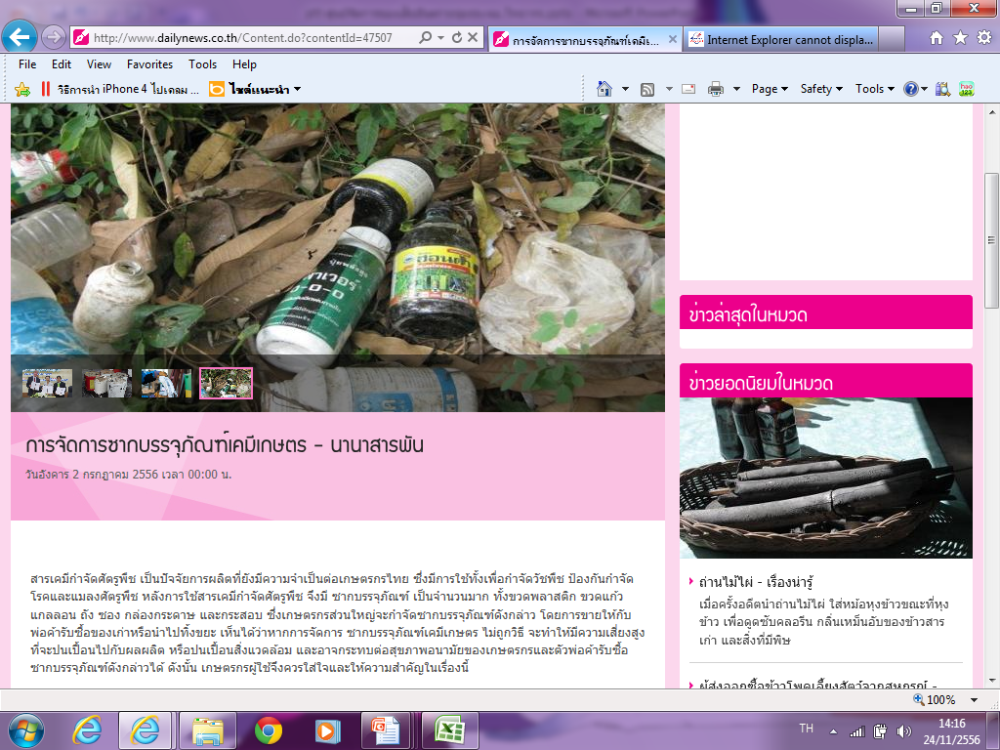 http://www.dailynews.co.th/Content.do?contentId=47507
การจัดการซากบรรจุภัณฑ์เคมีเ...
Internet Explorer cannot displa...
File Edit View Favorites Tools Help
วิธีการนำ iPhone 4 ไปเคลม ...
ไซต์แนะนำ
Page Safety Tools
ฮอนต้า
0-0-0
ข่าวล่าสุดในหมวด
ข่าวยอดนิยมในหมวด
การจัดการซากบรรจุภัณฑ์เคมีเกษตร - นานาสารพัน
วันอังคาร 2 กรกฎาคม 2556 เวลา 00:00 น.
สารเคมีกำจัดศัตรูพืช เป็นปัจจัยการผลิตที่ยังมีความจำเป็นต่อเกษตรกรไทย ซึ่งมีการใช้ทั้งเพื่อกำจัดวัชพืช ป้องกันกำจัด
โรคและแมลงศัตรูพืช หลังการใช้สารเคมีกำจัดศัตรูพืช จึงมี ซากบรรจุภัณฑ์ เป็นจำนวนมาก ทั้งขวดพลาสติก ขวดแก้ว
แกลลอน ถัง ซอง กล่องกระดาษ และกระสอบ ซึ่งเกษตรกรส่วนใหญ่จะกำจัดซากบรรจุภัณฑ์ดังกล่าว โดยการขายให้กับ
พ่อค้ารับซื้อของเก่าหรือนำไปทิ้งขยะ เห็นได้ว่าหากการจัดการ ซากบรรจุภัณฑ์เคมีเกษตร ไม่ถูกวิธี จะทำให้มีความเสี่ยงสูง
ที่จะปนเปื้อนไปกับผลผลิต หรือปนเปื้อนสิ่งแวดล้อม และอาจกระทบต่อสุขภาพอนามัยของเกษตรกรและตัวพ่อค้ารับซื้อ
ซากบรรจุภัณฑ์ดังกล่าวได้ ดังนั้น เกษตรกรผู้ใช้จึงควรใส่ใจและให้ความสำคัญในเรื่องนี้
ถ่านไม้ไผ่ - เรื่องน่ารู้
เมื่อครั้งอดีตนำถ่านไม้ไผ่ ใส่หม้อหุงข้าวขณะที่หุง
ข้าว เพื่อดูดซับคลอรีน กลิ่นเหม็นอับของข้าวสาร
เก่า และสิ่งที่มีพิษ
ผู้ส่งออกซื้อข้าวโพดเลี้ยงสัตว์จากสหกรณ์ -
100%
TH
14:16
24/11/2556